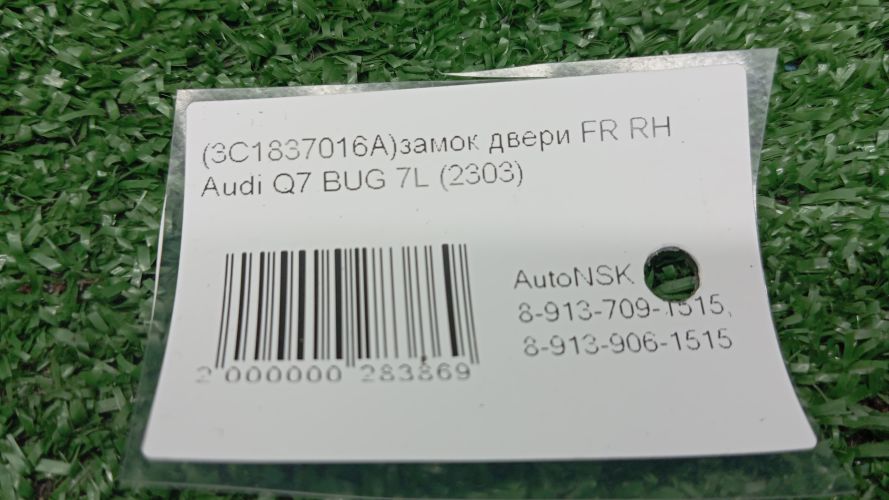 (3C1837016A)замок двери FR RH
Audi Q7 BUG 7L (2303)
AutoNSK
8-913-709-1515,
8-913-906-1515
2 000000 283869